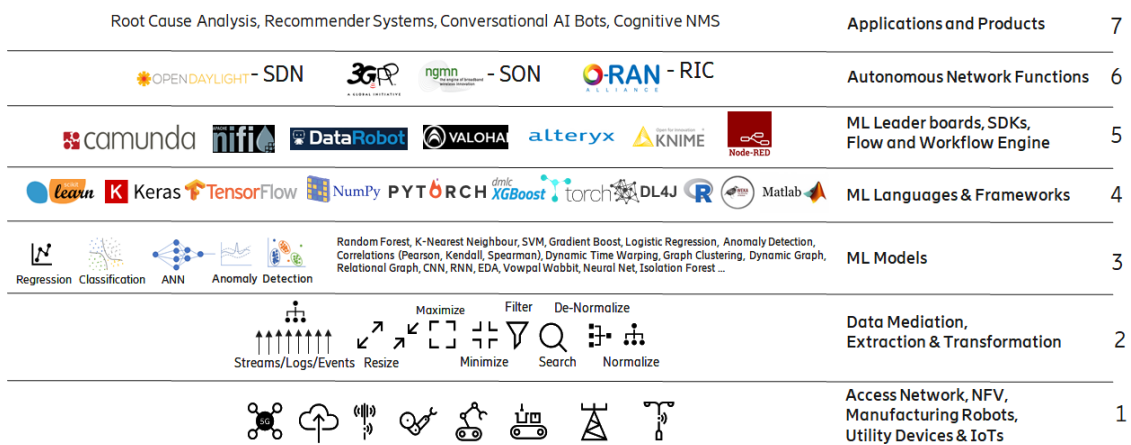 Root Cause Analysis, Recommender Systems, Conversational AI Bots, Cognitive NMS
Applications and Products
7
OPENDAYLIGHT - SDN
3GPP
A GLOBAL INITIATIVE
ngmn
the engine of broadband
wireless innovation
- SON
O-RAN
ALLIANCE
- RIC
Autonomous Network Functions
6
camunda
APACHE
nifi
DataRobot
VALOHAI
alteryx
Open for Innovation
KNIME
Node-RED
ML Leader boards, SDKs,
Flow and Workflow Engine
5
learn
K Keras
TensorFlow
NumPy
PYTORCH
dmlc
XGBoost
torch
DL4J
R
Matlab
ML Languages & Frameworks
4
Regression
Classification
ANN
Anomaly Detection
Random Forest, K-Nearest Neighbour, SVM, Gradient Boost, Logistic Regression, Anomaly Detection,
Correlations (Pearson, Kendall, Spearman), Dynamic Time Warping, Graph Clustering, Dynamic Graph,
Relational Graph, CNN, RNN, EDA, Vowpal Wabbit, Neural Net, Isolation Forest ...
ML Models
3
Streams/Logs/Events
Resize
Maximize
Minimize
Filter
Search
De-Normalize
Normalize
Data Mediation,
Extraction & Transformation
2
5G
Access Network, NFV,
Manufacturing Robots,
Utility Devices & IoTs
1